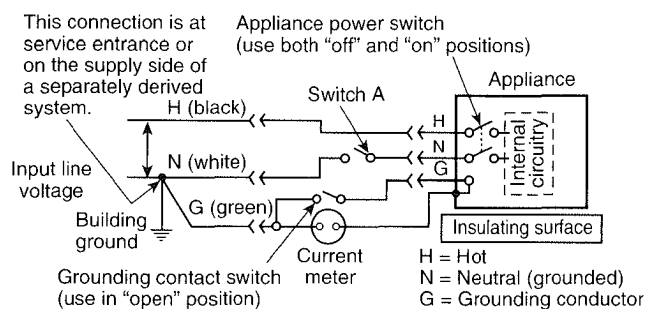 This connection is at
service entrance or
on the supply side of
a separately derived
system.
Appliance power switch
(use both “off” and “on” positions)
Appliance
H (black)
Switch A
H
N (white)
N
G
Internal
circuitry
Input line
voltage
G (green)
Building
ground
Insulating surface
Grounding contact switch
(use in “open” position)
Current
meter
H = Hot
N = Neutral (grounded)
G = Grounding conductor